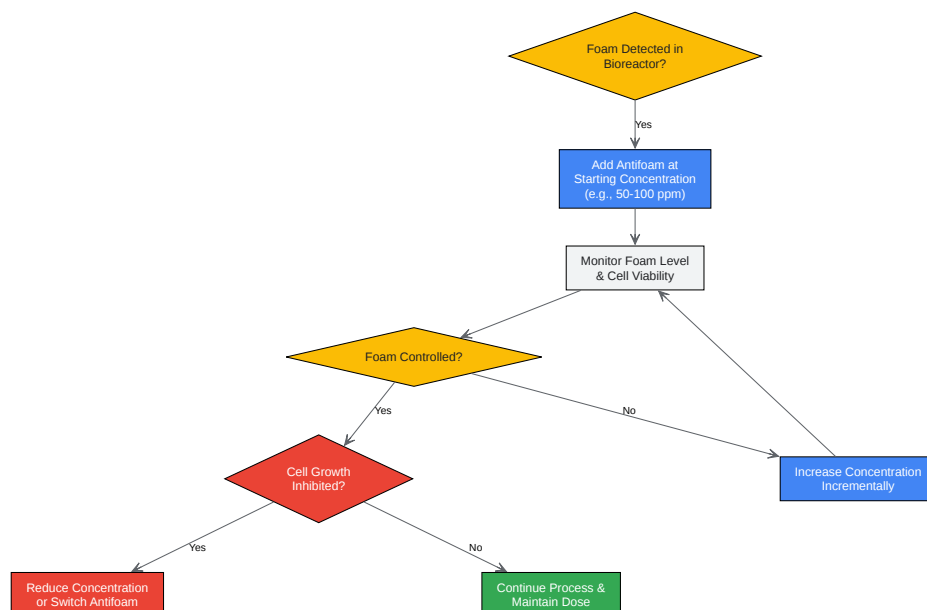 Foam Detected in
Bioreactor?
Yes
Add Antifoam at
Starting Concentration
(e.g., 50-100 ppm)
Monitor Foam Level
& Cell Viability
Foam Controlled?
Yes
No
Cell Growth
Inhibited?
Increase Concentration
Incrementally
Yes
No
Reduce Concentration
or Switch Antifoam
Continue Process &
Maintain Dose